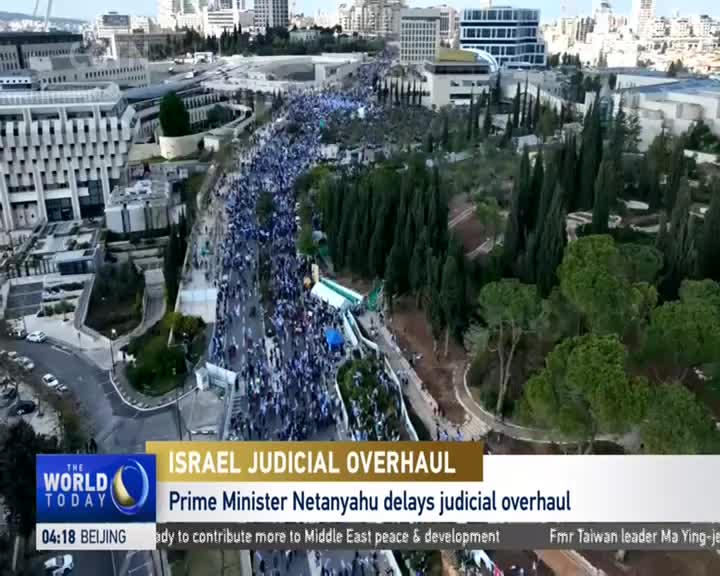 ISRAEL JUDICIAL OVERHAUL
THE WORLD TODAY
Prime Minister Netanyahu delays judicial overhaul
04:18 BEIJING
ready to contribute more to Middle East peace & development Fmr Taiwan leader Ma Ying-je